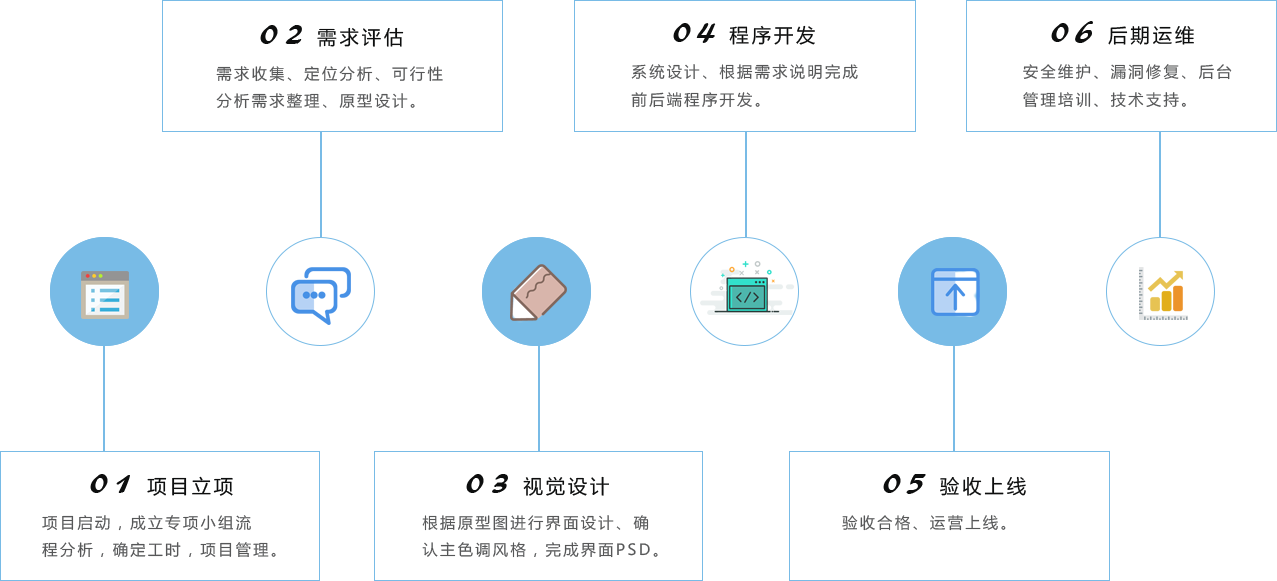 02 需求评估
需求收集、定位分析、可行性
分析需求整理、原型设计。
04 程序开发
系统设计、根据需求说明完成
前后端程序开发。
06 后期运维
安全维护、漏洞修复、后台
管理培训、技术支持。
01 项目立项
项目启动，成立专项小组流
程分析，确定工时，项目管理。
03 视觉设计
根据原型图进行界面设计、确
认主色调风格，完成界面PSD。
05 验收上线
验收合格、运营上线。